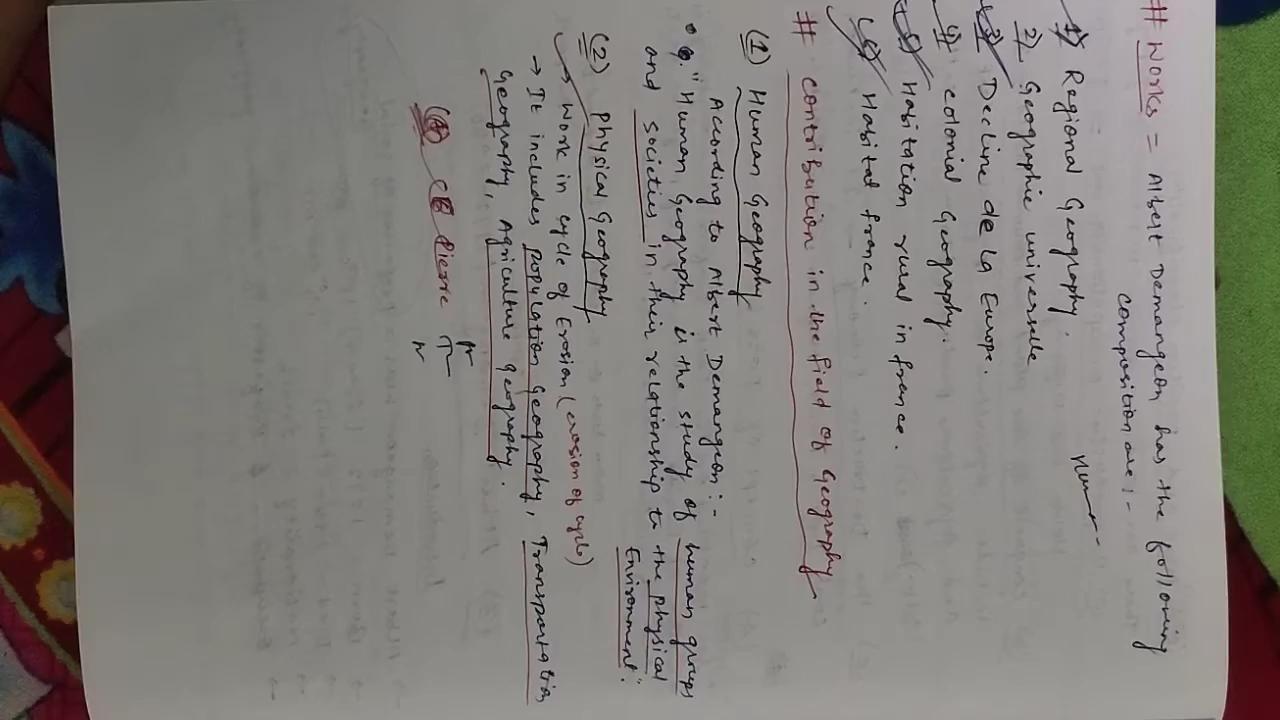 # Works = Albert Demangeon has the following
composition are :-
1) Regional Geography.
2) Geographie universelle
3) Decline de La Europe.
4) colonial Geography.
5) Habitation rural in france.
(6) Habital france.
# contribution in the field of Geography
(1) Human Geography
According to Albert Demangeon :-
"Human Geography is the study of human groups
and societies in their relationship to the physical
Environment".
(2) Physical Geography
→ Work in cycle of Erosion (erosion of cycle)
→ It includes population Geography, Transportation
Geography, Agriculture geography.
(A) Pierre